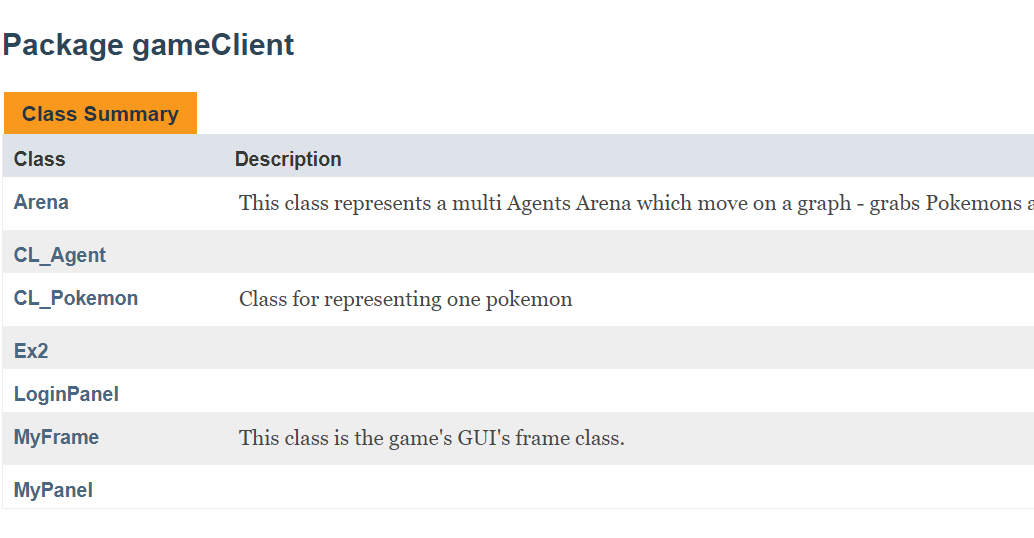 Package gameClient
Class Summary
Class Description
Arena This class represents a multi Agents Arena which move on a graph - grabs Pokemons
CL_Agent
CL_Pokemon Class for representing one pokemon
Ex2
LoginPanel
MyFrame This class is the game's GUI's frame class.
MyPanel